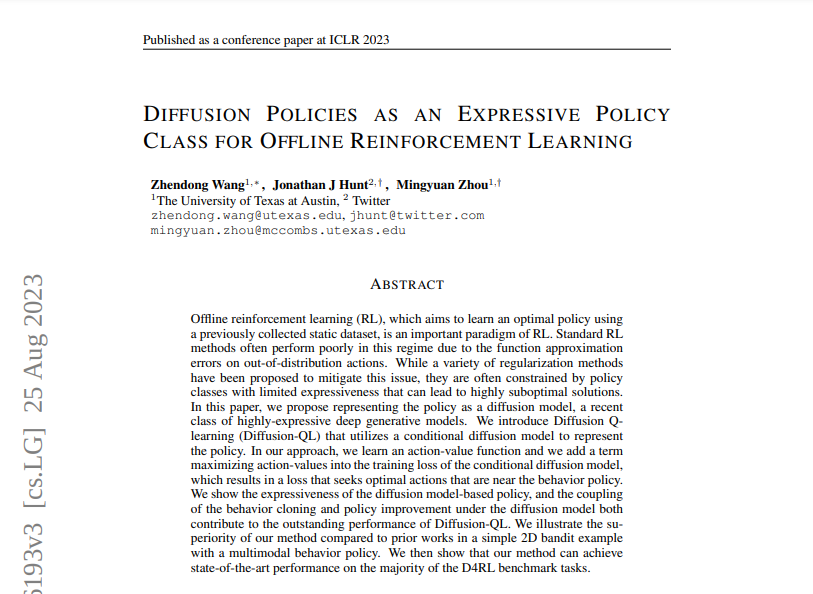 Published as a conference paper at ICLR 2023
DIFFUSION POLICIES AS AN EXPRESSIVE POLICY
CLASS FOR OFFLINE REINFORCEMENT LEARNING
Zhendong Wang1,*, Jonathan J Hunt2,†, Mingyuan Zhou1,†
1The University of Texas at Austin, 2 Twitter
zhendong.wang@utexas.edu, jhunt@twitter.com
mingyuan.zhou@mccombs.utexas.edu
ABSTRACT
Offline reinforcement learning (RL), which aims to learn an optimal policy using
a previously collected static dataset, is an important paradigm of RL. Standard RL
methods often perform poorly in this regime due to the function approximation
errors on out-of-distribution actions. While a variety of regularization methods
have been proposed to mitigate this issue, they are often constrained by policy
classes with limited expressiveness that can lead to highly suboptimal solutions.
In this paper, we propose representing the policy as a diffusion model, a recent
class of highly-expressive deep generative models. We introduce Diffusion Q-
learning (Diffusion-QL) that utilizes a conditional diffusion model to represent
the policy. In our approach, we learn an action-value function and we add a term
maximizing action-values into the training loss of the conditional diffusion model,
which results in a loss that seeks optimal actions that are near the behavior policy.
We show the expressiveness of the diffusion model-based policy, and the coupling
of the behavior cloning and policy improvement under the diffusion model both
contribute to the outstanding performance of Diffusion-QL. We illustrate the su-
periority of our method compared to prior works in a simple 2D bandit example
with a multimodal behavior policy. We then show that our method can achieve
state-of-the-art performance on the majority of the D4RL benchmark tasks.
6193v3 [cs.LG] 25 Aug 2023